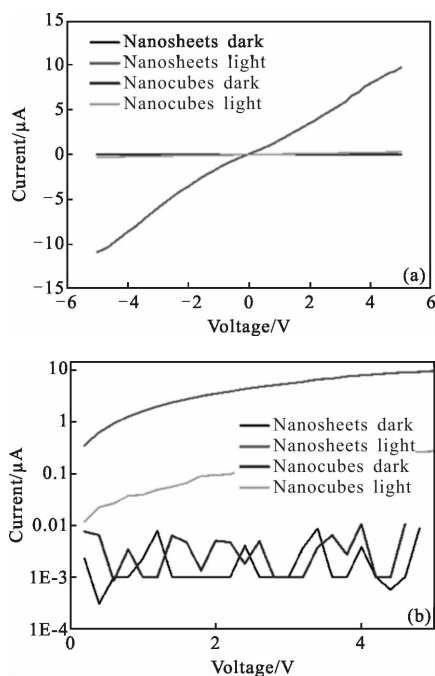 Nanosheets dark
Nanosheets light
Nanocubes dark
Nanocubes light
15
10
5
0
−5
−10
−15
Current/μA
−6
−4
−2
0
2
4
6
(a)
Voltage/V
Nanosheets dark
Nanosheets light
Nanocubes dark
Nanocubes light
10
1
0.1
0.01
1E−3
1E−4
Current/μA
0
2
4
(b)
Voltage/V